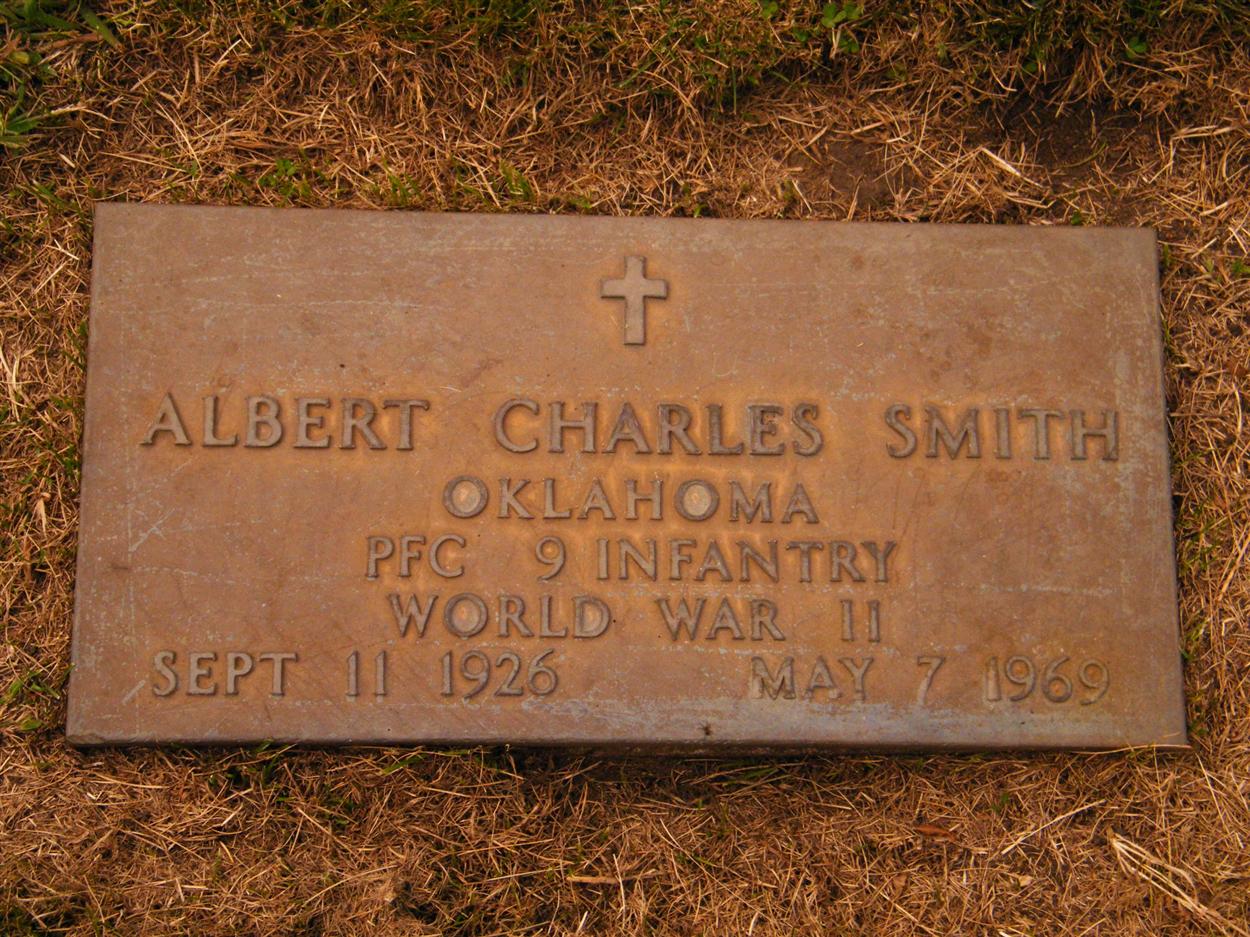 ALBERT CHARLES SMITH
OKLAHOMA
PFC 9 INFANTRY
WORLD WAR II
SEPT 11 1926 MAY 7 1969